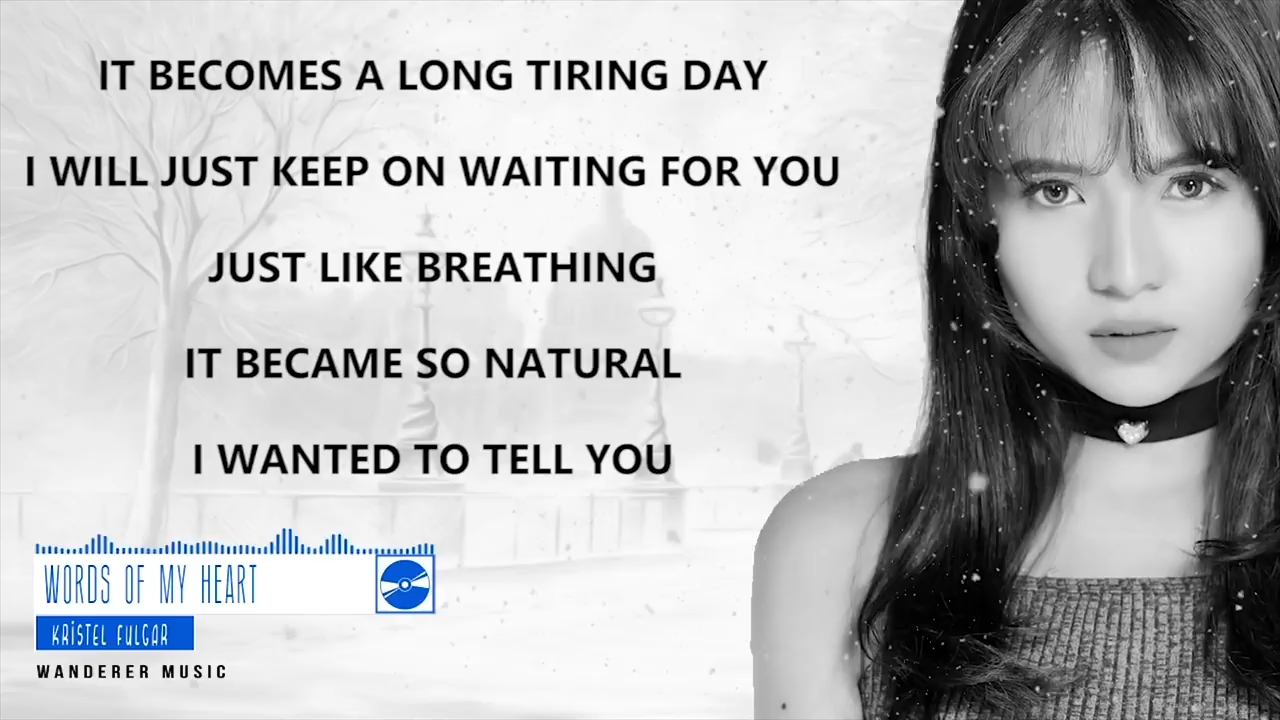 IT BECOMES A LONG TIRING DAY
I WILL JUST KEEP ON WAITING FOR YOU
JUST LIKE BREATHING
IT BECAME SO NATURAL
I WANTED TO TELL YOU
WORDS OF MY HEART
KRISTEL FULGAR
WANDERER MUSIC